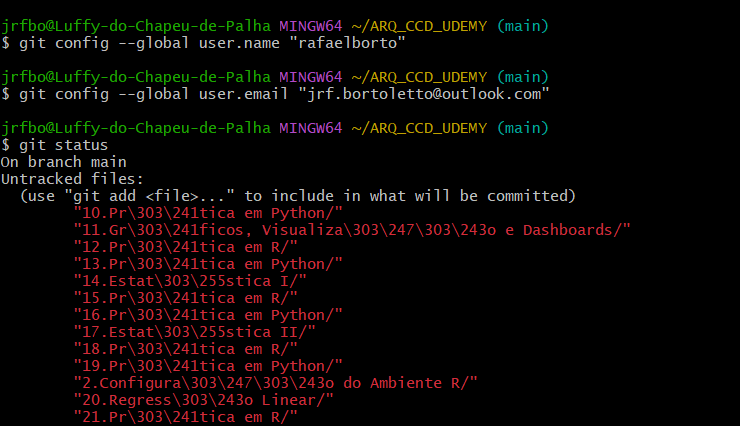 jrfbo@Luffy-do-Chapeu-de-Palha MINGW64 ~/ARQ_CCD_UDEMY (main)
$ git config --global user.name "rafaelborto"
jrfbo@Luffy-do-Chapeu-de-Palha MINGW64 ~/ARQ_CCD_UDEMY (main)
$ git config --global user.email "jrf.bortoletto@outlook.com"
jrfbo@Luffy-do-Chapeu-de-Palha MINGW64 ~/ARQ_CCD_UDEMY (main)
$ git status
On branch main
Untracked files:
  (use "git add <file>..." to include in what will be committed)
        "10.Pr\303\241tica em Python/"
        "11.Gr\303\241ficos, Visualiza\303\247\303\243o e Dashboards/"
        "12.Pr\303\241tica em R/"
        "13.Pr\303\241tica em Python/"
        "14.Estat\303\255stica I/"
        "15.Pr\303\241tica em R/"
        "16.Pr\303\241tica em Python/"
        "17.Estat\303\255stica II/"
        "18.Pr\303\241tica em R/"
        "19.Pr\303\241tica em Python/"
        "2.Configura\303\247\303\243o do Ambiente R/"
        "20.Regress\303\243o Linear/"
        "21.Pr\303\241tica em R/"